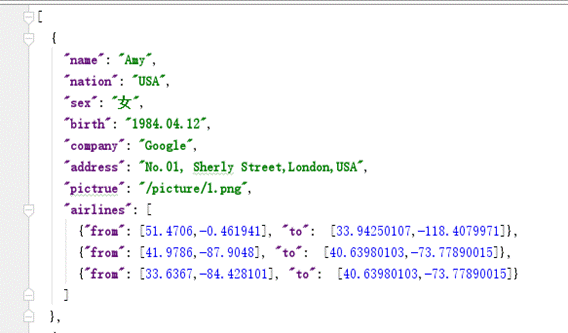 [
{
"name": "Amy",
"nation": "USA",
"sex": "女",
"birth": "1984.04.12",
"company": "Google",
"address": "No.01, Sherly Street,London,USA",
"pictrue": "/picture/1.png",
"airlines": [
{"from": [51.4706,-0.461941], "to":  [33.94250107,-118.4079971]},
{"from": [41.9786,-87.9048], "to":  [40.63980103,-73.77890015]},
{"from": [33.6367,-84.428101], "to":  [40.63980103,-73.77890015]}
]
},